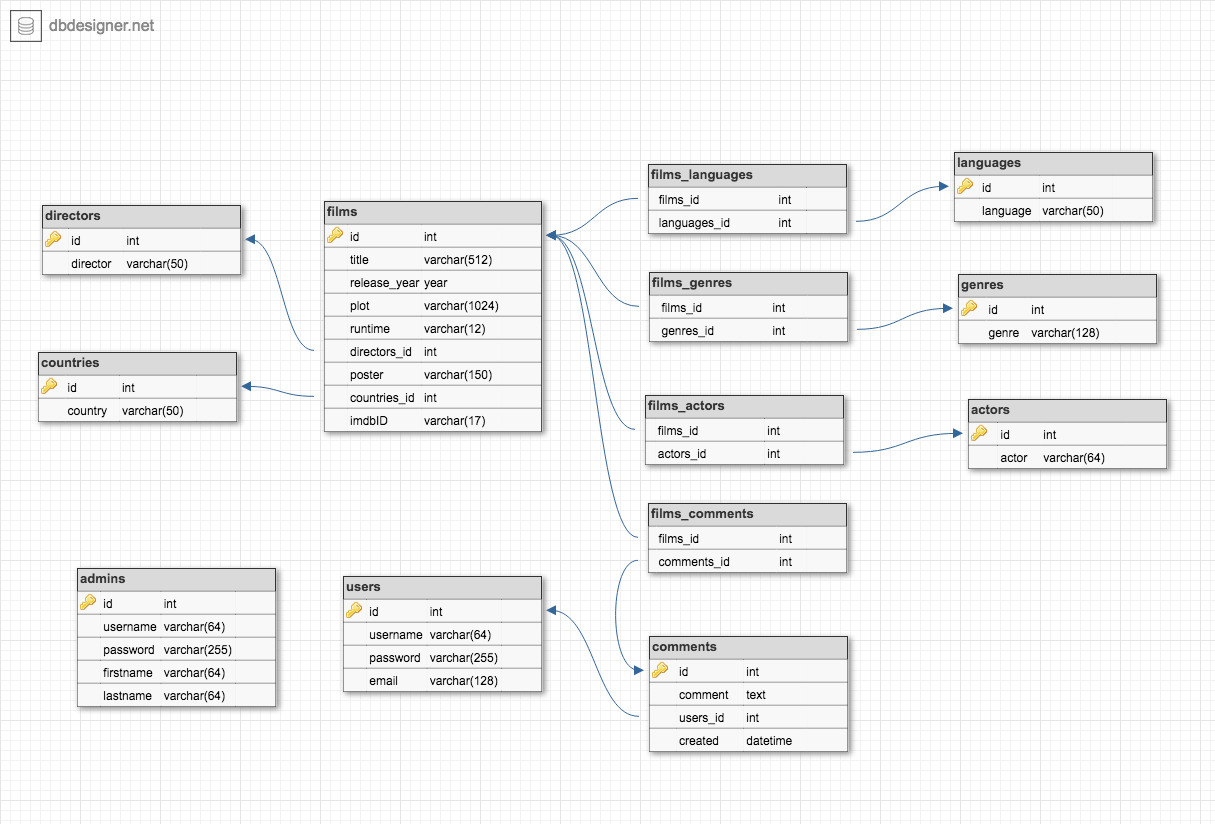 dbdesigner.net
directors
id int
director varchar(50)
countries
id int
country varchar(50)
films
id int
title varchar(512)
release_year year
plot varchar(1024)
runtime varchar(12)
directors_id int
poster varchar(150)
countries_id int
imdbID varchar(17)
films_languages
films_id int
languages_id int
languages
id int
language varchar(50)
films_genres
films_id int
genres_id int
genres
id int
genre varchar(128)
films_actors
films_id int
actors_id int
actors
id int
actor varchar(64)
films_comments
films_id int
comments_id int
admins
id int
username varchar(64)
password varchar(255)
firstname varchar(64)
lastname varchar(64)
users
id int
username varchar(64)
password varchar(255)
email varchar(128)
comments
id int
comment text
users_id int
created datetime